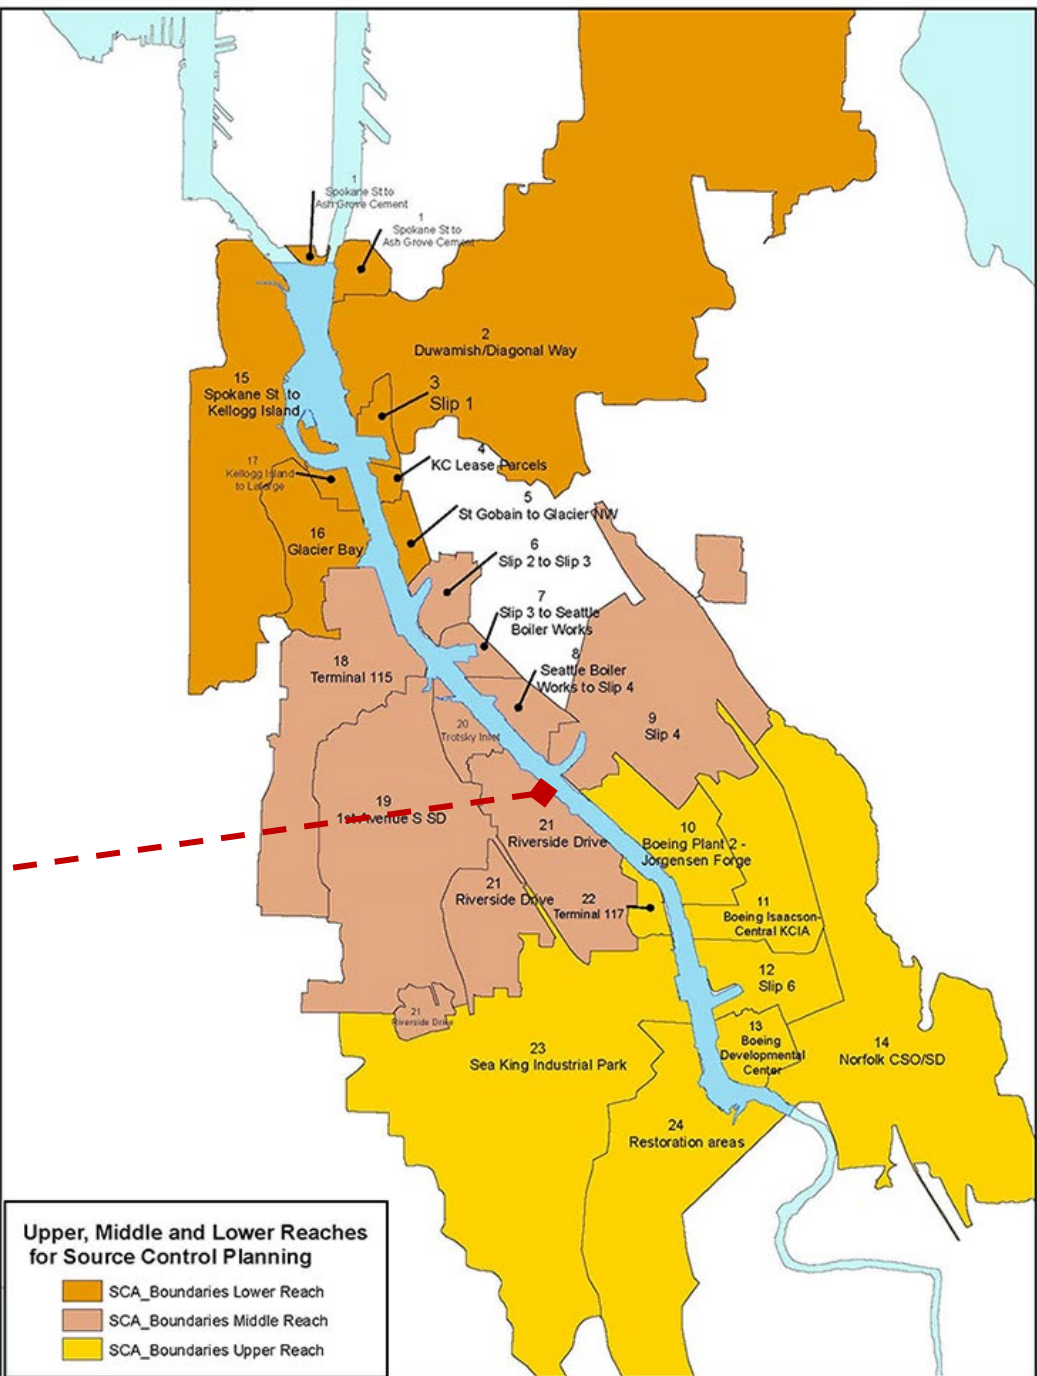 1
Spokane St to
Ash Grove Cement
1
Spokane St to
Ash Grove Cement
2
Duwamish/Diagonal Way
15
Spokane St to
Kellogg Island
3
Slip 1
4
KC Lease Parcels
17
Kellogg Island
to Lafarge
5
St Gobain to Glacier NW
16
Glacier Bay
6
Slip 2 to Slip 3
7
Slip 3 to Seattle
Boiler Works
8
Seattle Boiler
Works to Slip 4
18
Terminal 115
9
Slip 4
20
Trotsky Inlet
19
1st Avenue S SD
21
Riverside Drive
10
Boeing Plant 2 -
Jorgensen Forge
21
Riverside Drive
22
Terminal 117
11
Boeing Isaacson-
Central KCIA
12
Slip 6
21
Riverside Drive
13
Boeing
Developmental
Center
14
Norfolk CSO/SD
23
Sea King Industrial Park
24
Restoration areas
Upper, Middle and Lower Reaches
for Source Control Planning
SCA_Boundaries Lower Reach
SCA_Boundaries Middle Reach
SCA_Boundaries Upper Reach